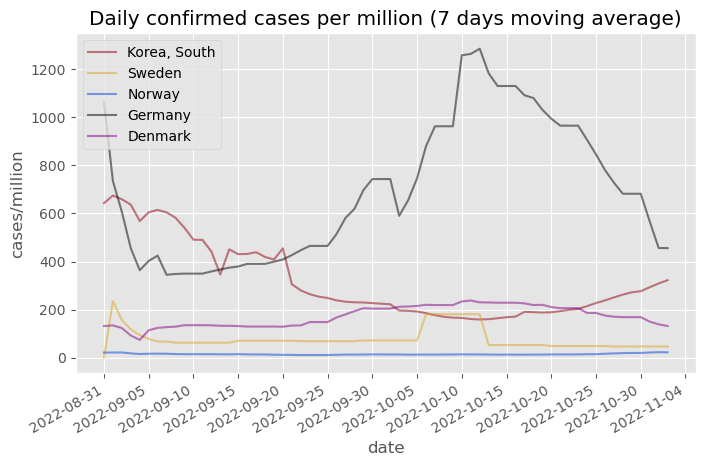 Daily confirmed cases per million (7 days moving average)
Korea, South
Sweden
Norway
Germany
Denmark
1200
1000
800
600
400
200
0
cases/million
2022-08-31
2022-09-05
2022-09-10
2022-09-15
2022-09-20
2022-09-25
2022-09-30
2022-10-05
2022-10-10
2022-10-15
2022-10-20
2022-10-25
2022-10-30
2022-11-04
date